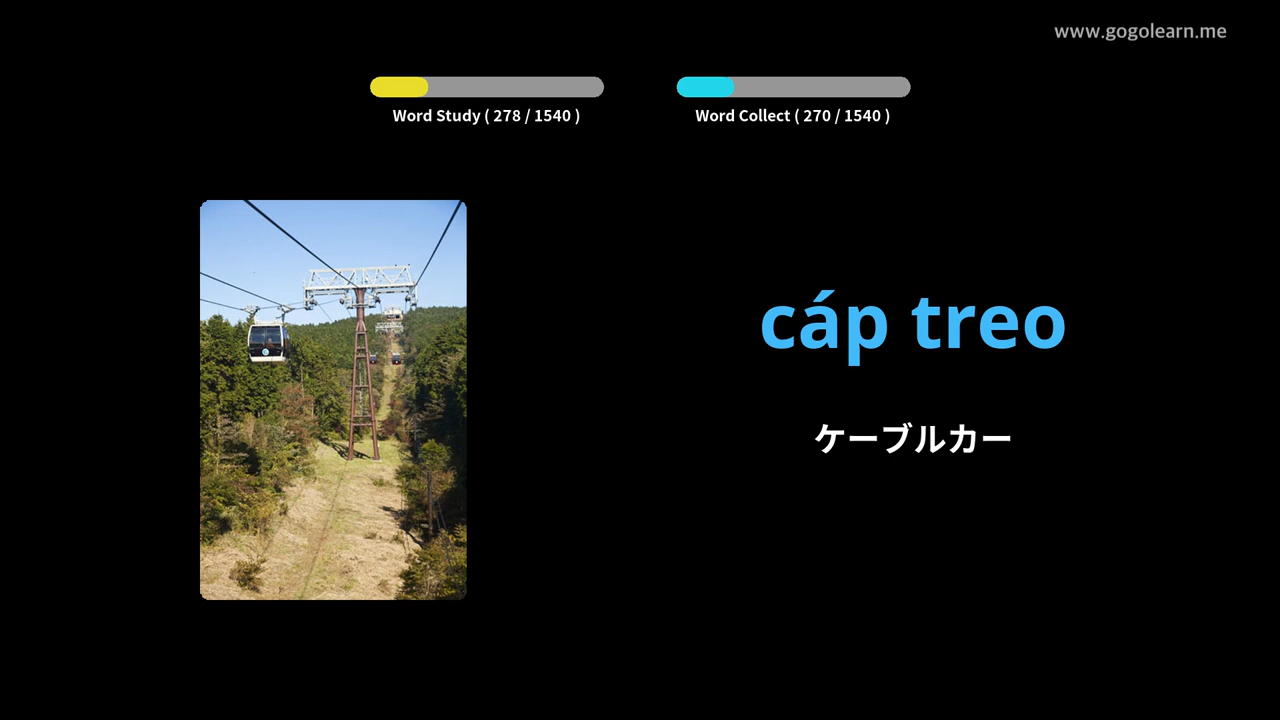 www.gogolearn.me
Word Study ( 278 / 1540 )
Word Collect ( 270 / 1540 )
cáp treo
ケーブルカー